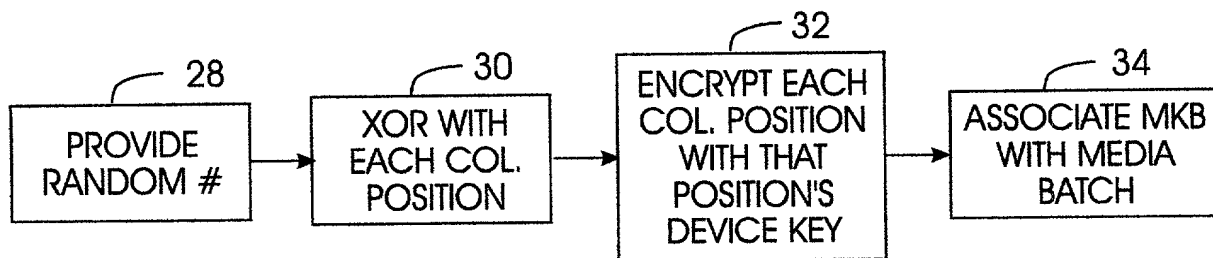 28
PROVIDE
RANDOM #
30
XOR WITH
EACH COL.
POSITION
32
ENCRYPT EACH
COL. POSITION
WITH THAT
POSITION'S
DEVICE KEY
34
ASSOCIATE MKB
WITH MEDIA
BATCH